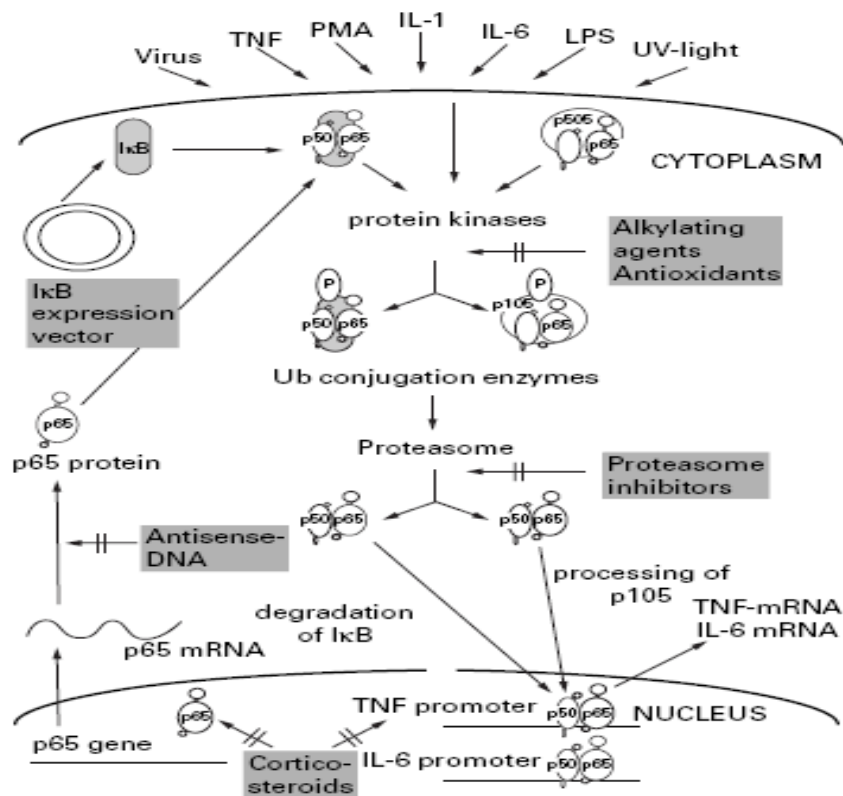 IL-1
PMA
IL-6
TNF
LPS
Virus
UV-light
IκB
p50 p65
p505
p65
CYTOPLASM
protein kinases
Alkylating
agents
Antioxidants
IκB
expression
vector
P
p50 p65
P
p105
p65
Ub conjugation enzymes
p65
p65 protein
Proteasome
Proteasome
inhibitors
p50 p65
p50 p65
Antisense-
DNA
processing of
p105
degradation
of IκB
TNF-mRNA
IL-6 mRNA
p65 mRNA
p65
TNF promoter
p50 p65
NUCLEUS
p65 gene
Cortico-
steroids
IL-6 promoter
p50 p65